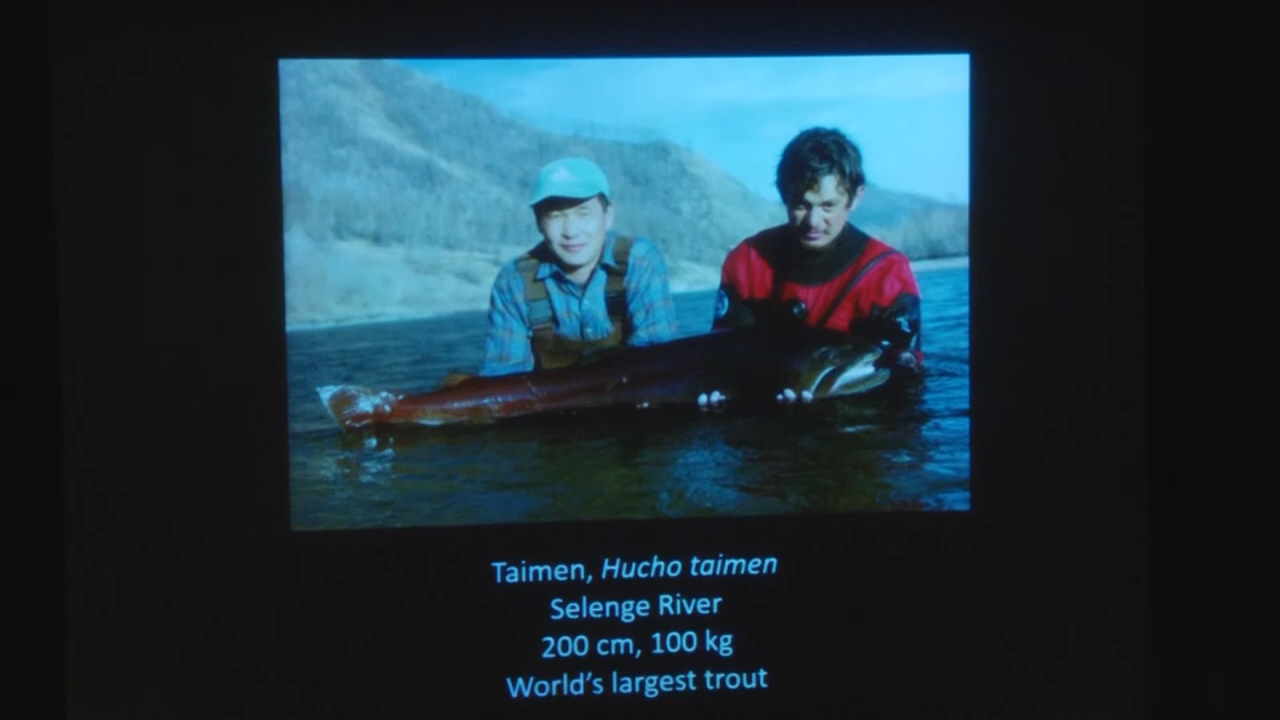 Taimen, Hucho taimen
Selenge River
200 cm, 100 kg
World's largest trout